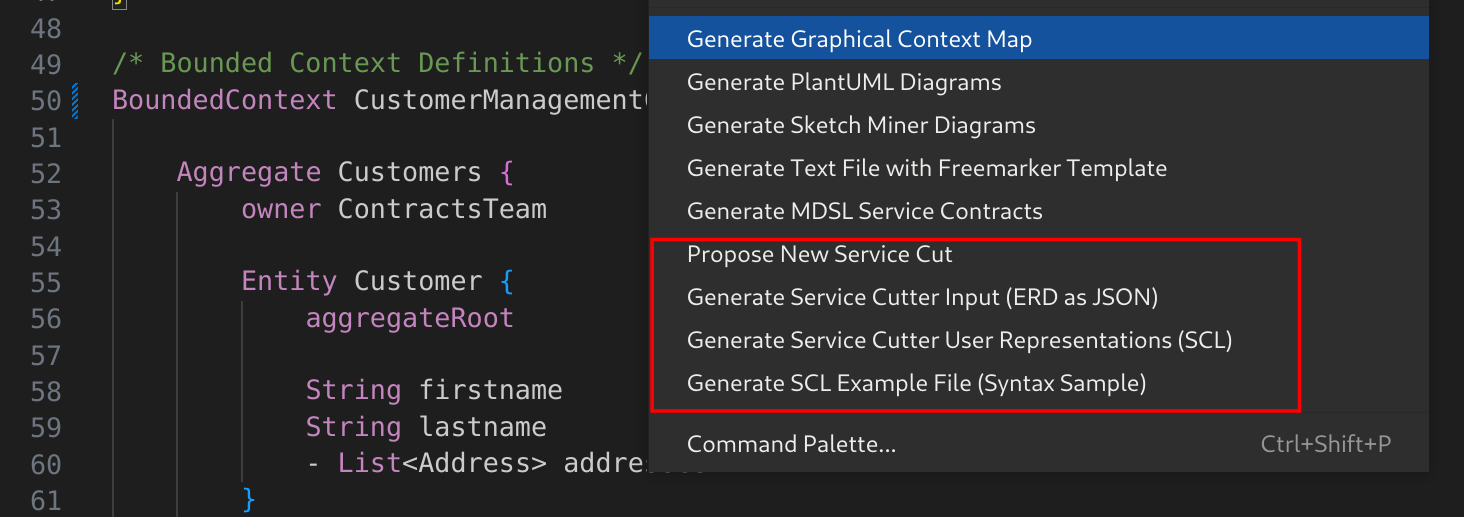 48
49 /* Bounded Context Definitions */
50 BoundedContext CustomerManagement
51
52 Aggregate Customers {
53 owner ContractsTeam
54
55 Entity Customer {
56 aggregateRoot
57
58 String firstname
59 String lastname
60 - List<Address>
61 }
Generate Graphical Context Map
Generate PlantUML Diagrams
Generate Sketch Miner Diagrams
Generate Text File with Freemarker Template
Generate MDSL Service Contracts
Propose New Service Cut
Generate Service Cutter Input (ERD as JSON)
Generate Service Cutter User Representations (SCL)
Generate SCL Example File (Syntax Sample)
Command Palette... Ctrl+Shift+P